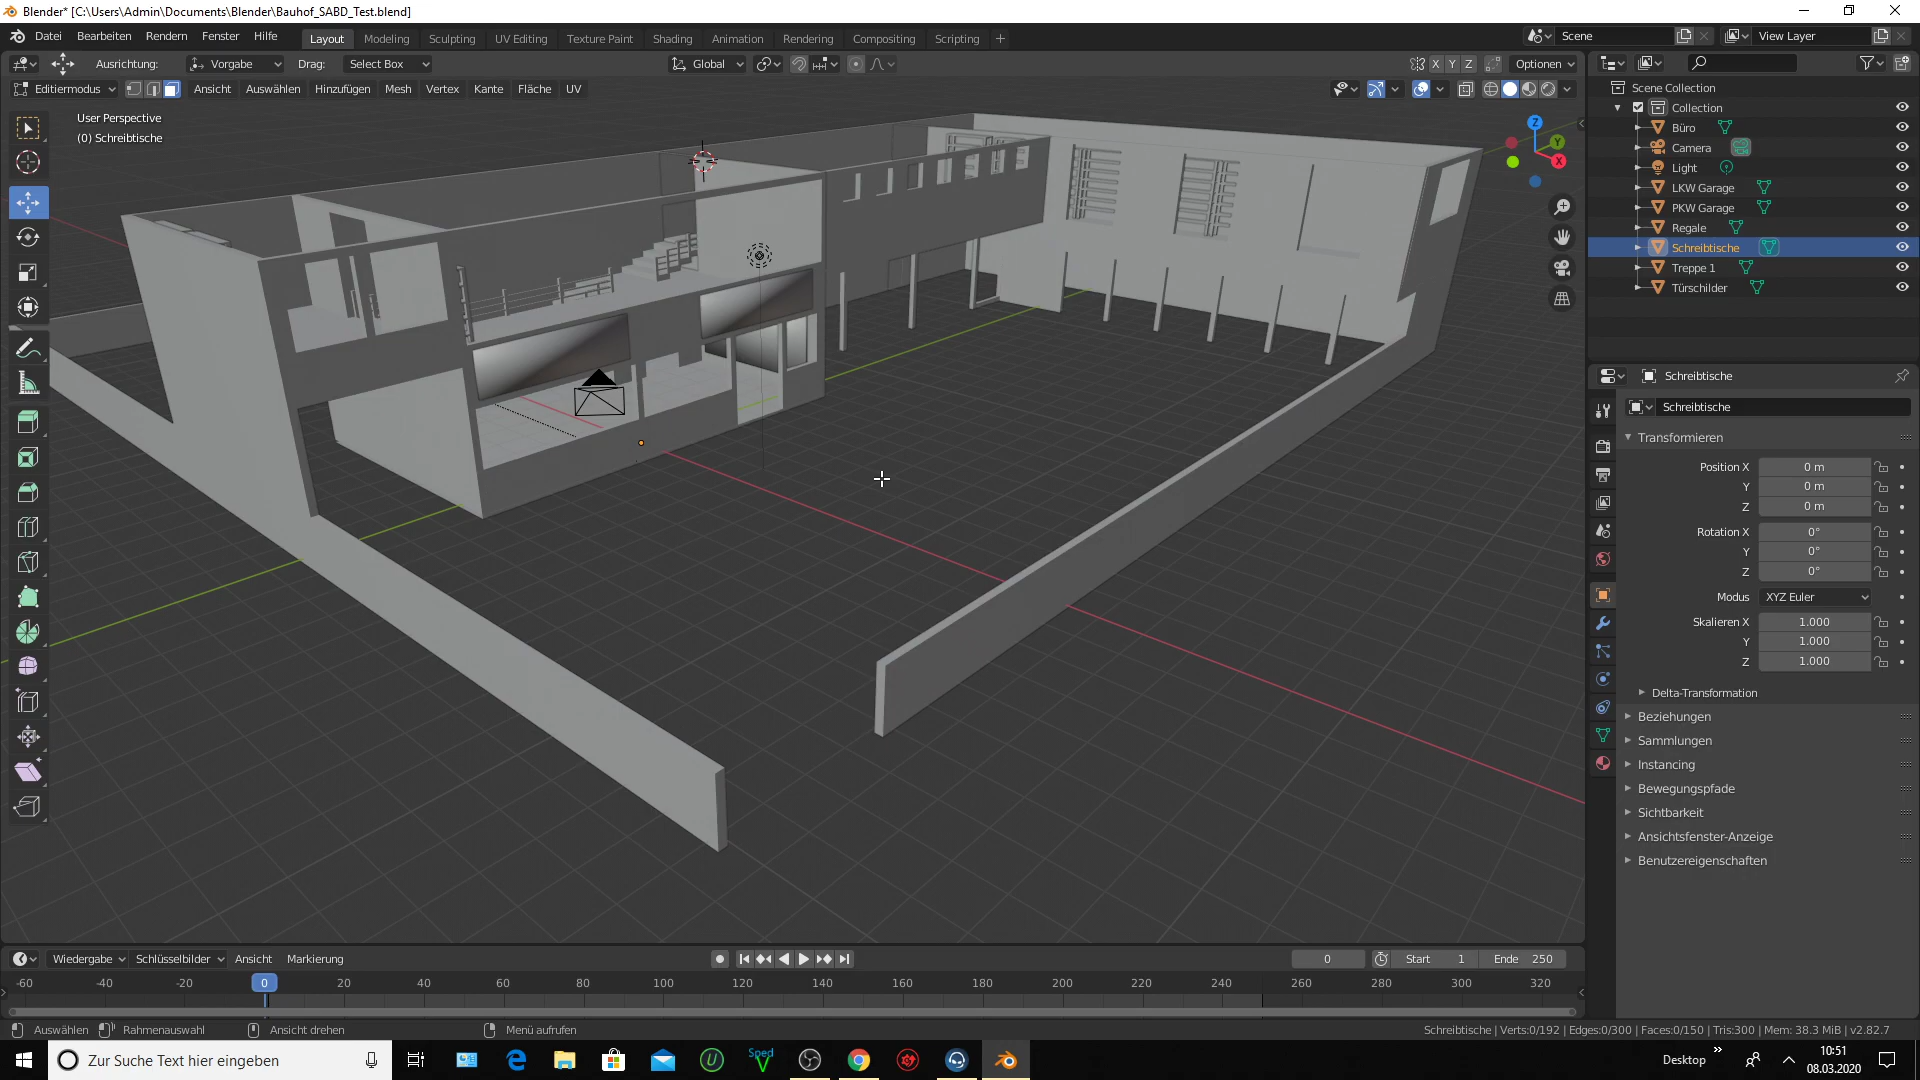 Blender* [C:\Users\Admin\Documents\Blender\Bauhof_SABD_Test.blend]
Datei Bearbeiten Rendern Fenster Hilfe Layout Modeling Sculpting UV Editing Texture Paint Shading Animation Rendering Compositing Scripting + Scene View Layer
Ausrichtung: Vorgabe Drag: Select Box Global X Y Z Optionen
Editiermodus Ansicht Auswählen Hinzufügen Mesh Vertex Kante Fläche UV
User Perspective
(0) Schreibtische
Z
Y
X
Scene Collection
Collection
Büro
Camera
Light
LKW Garage
PKW Garage
Regale
Schreibtische
Treppe 1
Türschilder
Schreibtische
Schreibtische
Transformieren
Position X 0 m
Y 0 m
Z 0 m
Rotation X 0°
Y 0°
Z 0°
Modus XYZ Euler
Skalieren X 1.000
Y 1.000
Z 1.000
Delta-Transformation
Beziehungen
Sammlungen
Instancing
Bewegungspfade
Sichtbarkeit
Ansichtsfenster-Anzeige
Benutzereigenschaften
Wiedergabe Schlüsselbilder Ansicht Markierung 0 Start 1 Ende 250
-60 -40 -20 0 20 40 60 80 100 120 140 160 180 200 220 240 260 280 300 320
Auswählen Rahmenauswahl Ansicht drehen Menü aufrufen Schreibtische | Verts:0/192 | Edges:0/300 | Faces:0/150 | Tris:300 | Mem: 38.3 MiB | v2.82.7
Zur Suche Text hier eingeben Sped V Desktop » 10:51
08.03.2020